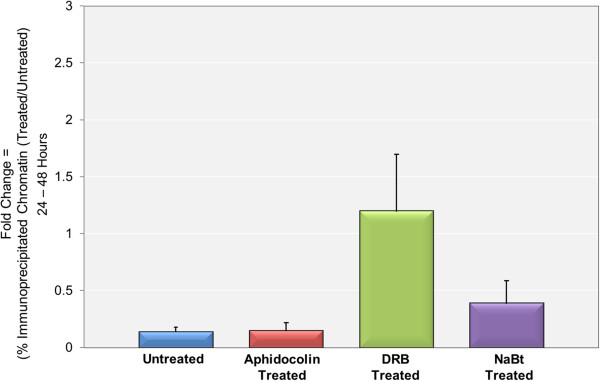 Fold Change =
(% Immunoprecipitated Chromatin (Treated/Untreated)
24 – 48 Hours
3
2.5
2
1.5
1
0.5
0
Untreated
Aphidocolin
Treated
DRB
Treated
NaBt
Treated